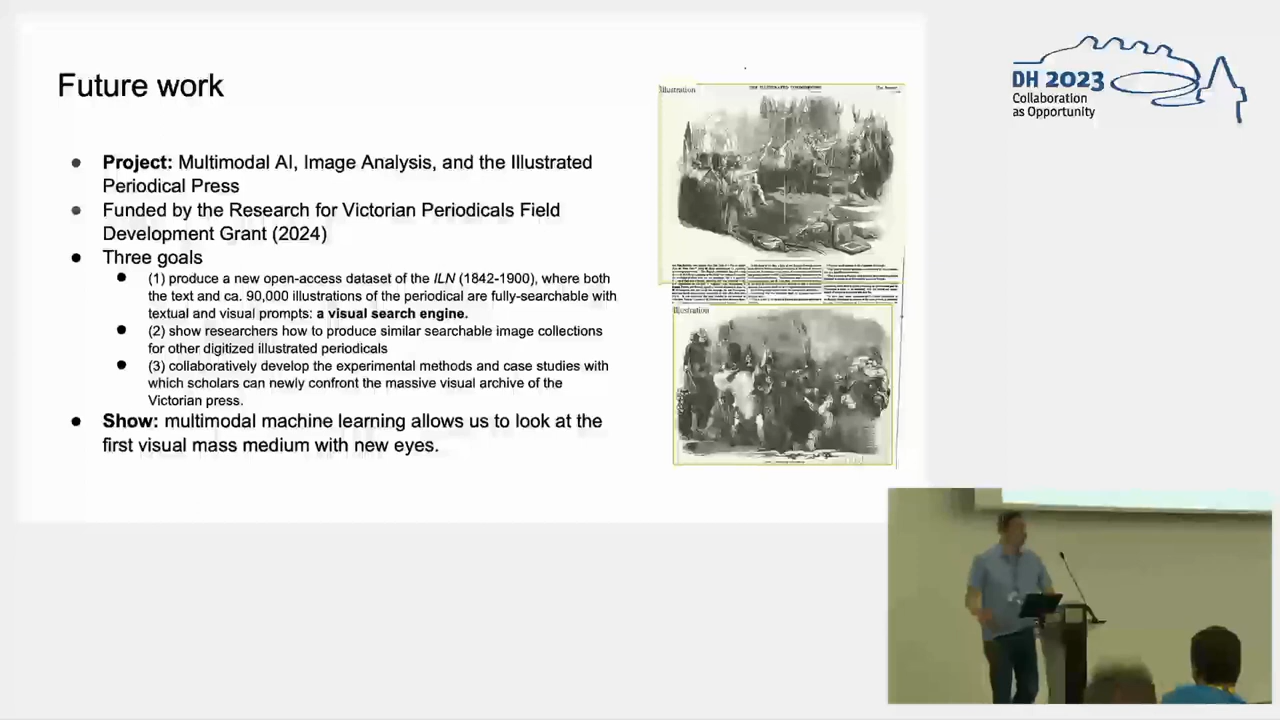 Future work
Project: Multimodal AI, Image Analysis, and the Illustrated
Periodical Press
Funded by the Research for Victorian Periodicals Field
Development Grant (2024)
Three goals
(1) produce a new open-access dataset of the ILN (1842-1900), where both
the text and ca. 90,000 illustrations of the periodical are fully-searchable with
textual and visual prompts: a visual search engine.
(2) show researchers how to produce similar searchable image collections
for other digitized illustrated periodicals
(3) collaboratively develop the experimental methods and case studies with
which scholars can newly confront the massive visual archive of the
Victorian press.
Show: multimodal machine learning allows us to look at the
first visual mass medium with new eyes.
Illustration
Illustration
DH 2023
Collaboration
as Opportunity